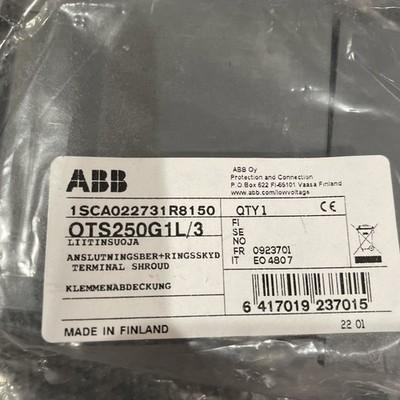 ABB
ABB Oy
Protection and Connection
P.O.Box 622 FI-65101 Vaasa Finland
www.abb.com/lowvoltage
1SCA022731R8150
QTY 1
CE
OTS250G1L/3
LIITINSUOJA
ANSLUTNINGSBER+RINGSSKYD
TERMINAL SHROUD
KLEMMENABDECKUNG
FI
SE
NO
FR 0923701
IT EO4807
6 417019 237015
MADE IN FINLAND
22 01